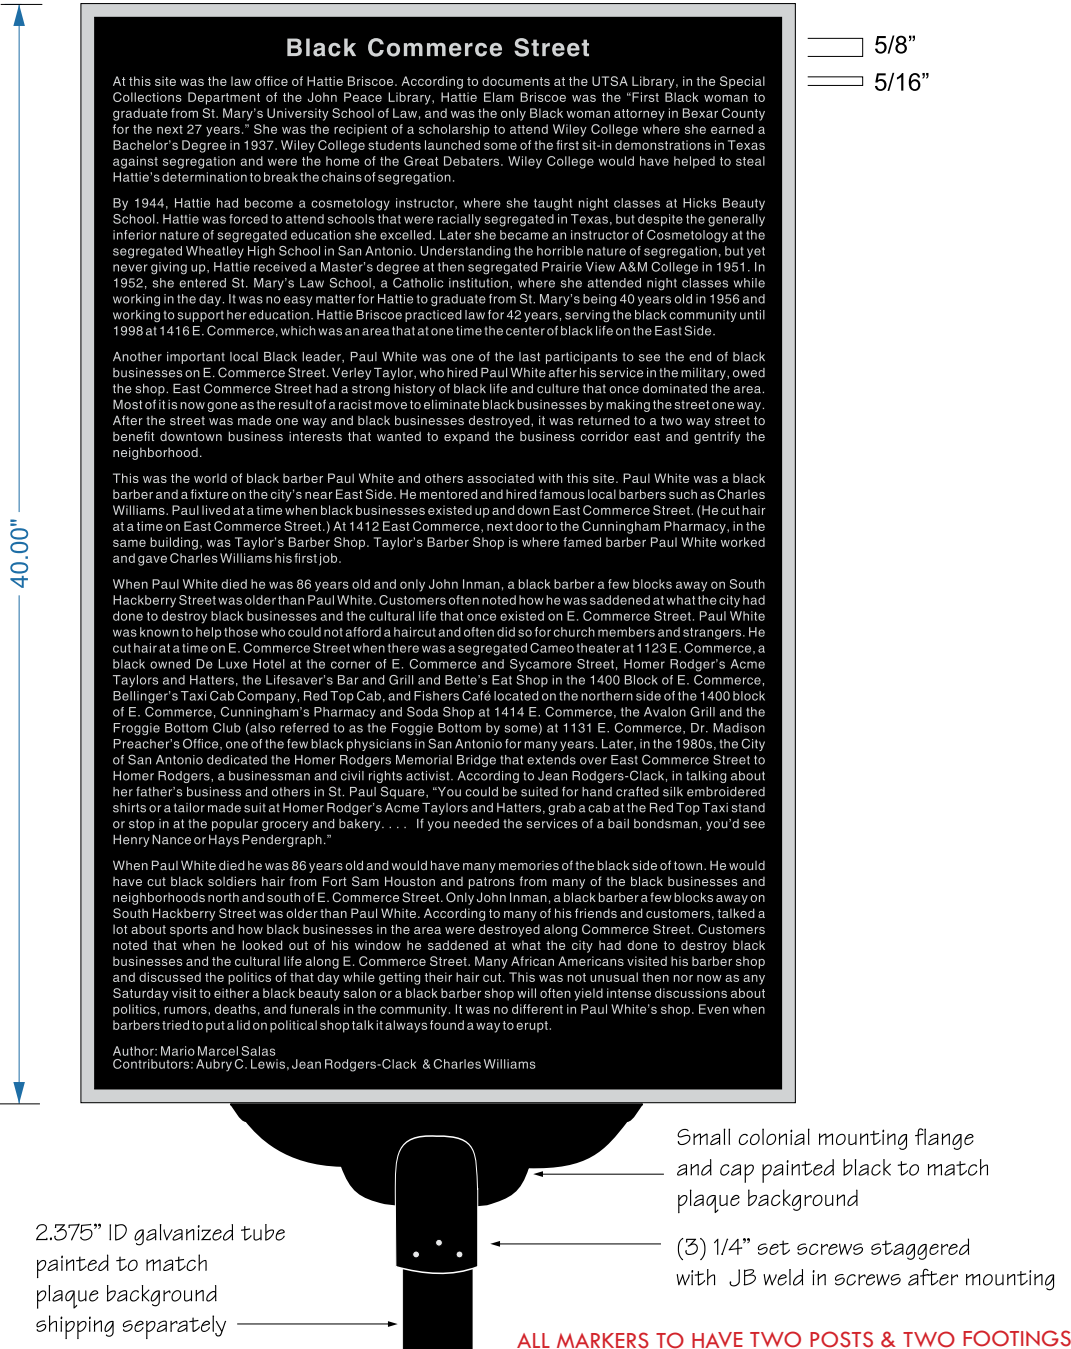 Black Commerce Street
At this site was the law office of Hattie Briscoe. According to documents at the UTSA Library, in the Special
Collections Department of the John Peace Library, Hattie Elam Briscoe was the “First Black woman to
graduate from St. Mary’s University School of Law, and was the only Black woman attorney in Bexar County
for the next 27 years.” She was the recipient of a scholarship to attend Wiley College where she earned a
Bachelor’s Degree in 1937. Wiley College students launched some of the first sit-in demonstrations in Texas
against segregation and were the home of the Great Debaters. Wiley College would have helped to steal
Hattie’s determination to break the chains of segregation.
By 1944, Hattie had become a cosmetology instructor, where she taught night classes at Hicks Beauty
School. Hattie was forced to attend schools that were racially segregated in Texas, but despite the generally
inferior nature of segregated education she excelled. Later she became an instructor of Cosmetology at the
segregated Wheatley High School in San Antonio. Understanding the horrible nature of segregation, but yet
never giving up, Hattie received a Master’s degree at then segregated Prairie View A&M College in 1951. In
1952, she entered St. Mary’s Law School, a Catholic institution, where she attended night classes while
working in the day. It was no easy matter for Hattie to graduate from St. Mary’s being 40 years old in 1956 and
working to support her education. Hattie Briscoe practiced law for 42 years, serving the black community until
1998 at 1416 E. Commerce, which was an area that at one time the center of black life on the East Side.
Another important local Black leader, Paul White was one of the last participants to see the end of black
businesses on E. Commerce Street. Verley Taylor, who hired Paul White after his service in the military, owed
the shop. East Commerce Street had a strong history of black life and culture that once dominated the area.
Most of it is now gone as the result of a racist move to eliminate black businesses by making the street one way.
After the street was made one way and black businesses destroyed, it was returned to a two way street to
benefit downtown business interests that wanted to expand the business corridor east and gentrify the
neighborhood.
This was the world of black barber Paul White and others associated with this site. Paul White was a black
barber and a fixture on the city’s near East Side. He mentored and hired famous local barbers such as Charles
Williams. Paul lived at a time when black businesses existed up and down East Commerce Street. (He cut hair
at a time on East Commerce Street.) At 1412 East Commerce, next door to the Cunningham Pharmacy, in the
same building, was Taylor’s Barber Shop. Taylor’s Barber Shop is where famed barber Paul White worked
and gave Charles Williams his first job.
When Paul White died he was 86 years old and only John Inman, a black barber a few blocks away on South
Hackberry Street was older than Paul White. Customers often noted how he was saddened at what the city had
done to destroy black businesses and the cultural life that once existed on E. Commerce Street. Paul White
was known to help those who could not afford a haircut and often did so for church members and strangers. He
cut hair at a time on E. Commerce Street when there was a segregated Cameo theater at 1123 E. Commerce, a
black owned De Luxe Hotel at the corner of E. Commerce and Sycamore Street, Homer Rodger’s Acme
Taylors and Hatters, the Lifesaver’s Bar and Grill and Bette’s Eat Shop in the 1400 Block of E. Commerce,
Bellinger’s Taxi Cab Company, Red Top Cab, and Fishers Café located on the northern side of the 1400 block
of E. Commerce, Cunningham’s Pharmacy and Soda Shop at 1414 E. Commerce, the Avalon Grill and the
Froggie Bottom Club (also referred to as the Foggie Bottom by some) at 1131 E. Commerce, Dr. Madison
Preacher’s Office, one of the few black physicians in San Antonio for many years. Later, in the 1980s, the City
of San Antonio dedicated the Homer Rodgers Memorial Bridge that extends over East Commerce Street to
Homer Rodgers, a businessman and civil rights activist. According to Jean Rodgers-Clack, in talking about
her father’s business and others in St. Paul Square, “You could be suited for hand crafted silk embroidered
shirts or a tailor made suit at Homer Rodger’s Acme Taylors and Hatters, grab a cab at the Red Top Taxi stand
or stop in at the popular grocery and bakery. . . . If you needed the services of a bail bondsman, you’d see
Henry Nance or Hays Pendergraph.”
When Paul White died he was 86 years old and would have many memories of the black side of town. He would
have cut black soldiers hair from Fort Sam Houston and patrons from many of the black businesses and
neighborhoods north and south of E. Commerce Street. Only John Inman, a black barber a few blocks away on
South Hackberry Street was older than Paul White. According to many of his friends and customers, talked a
lot about sports and how black businesses in the area were destroyed along Commerce Street. Customers
noted that when he looked out of his window he saddened at what the city had done to destroy black
businesses and the cultural life along E. Commerce Street. Many African Americans visited his barber shop
and discussed the politics of that day while getting their hair cut. This was not unusual then nor now as any
Saturday visit to either a black beauty salon or a black barber shop will often yield intense discussions about
politics, rumors, deaths, and funerals in the community. It was no different in Paul White’s shop. Even when
barbers tried to put a lid on political shop talk it always found a way to erupt.
Author: Mario Marcel Salas
Contributors: Aubry C. Lewis, Jean Rodgers-Clack & Charles Williams
5/8”
5/16”
40.00"
Small colonial mounting flange
and cap painted black to match
plaque background
2.375” ID galvanized tube
painted to match
plaque background
shipping separately
(3) 1/4” set screws staggered
with JB weld in screws after mounting
ALL MARKERS TO HAVE TWO POSTS & TWO FOOTINGS